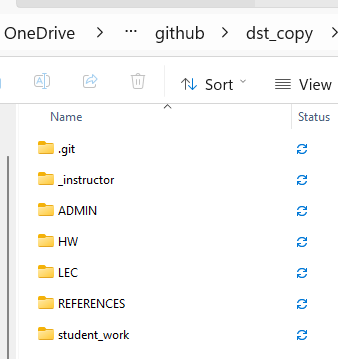 OneDrive > ... github > dst_copy >
Sort View
Name Status
.git
_instructor
ADMIN
HW
LEC
REFERENCES
student_work